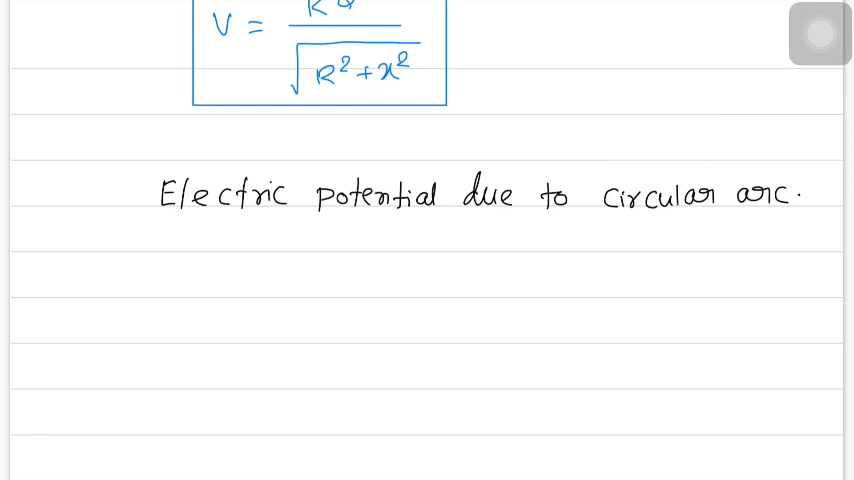 V = KQ / √(R² + x²)
Electric potential due to circular arc.